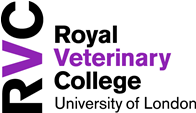 RVC
Royal
Veterinary
College
University of London